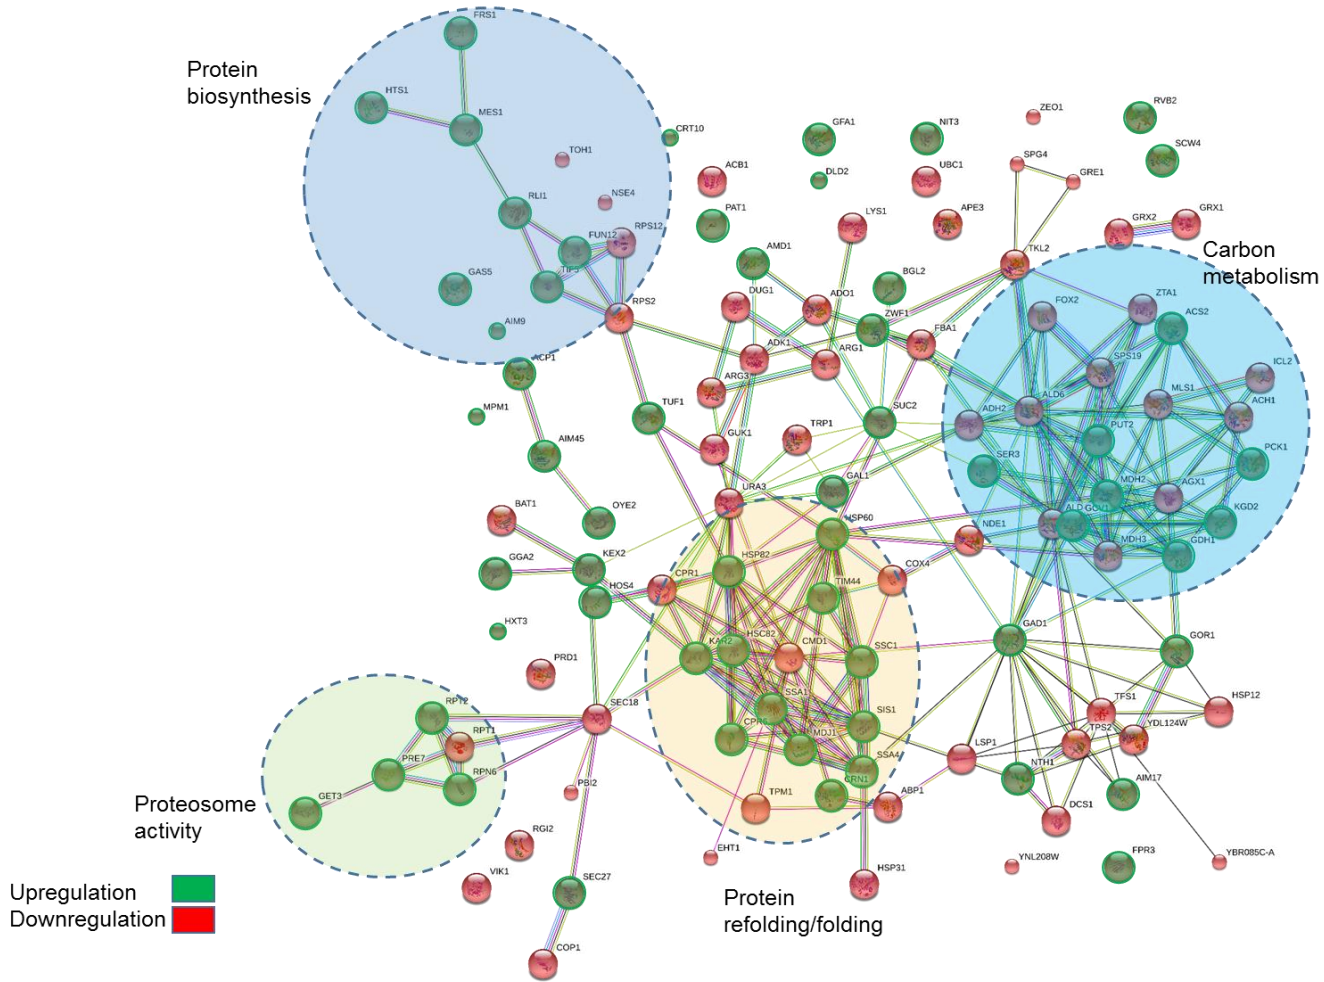 FRS1
Protein
biosynthesis
HTS1
MES1
TOH1
NSE4
RLI1
FUN12
RPS12
TIF5
GAS5
AIM9
RPS2
CRT10
GFA1
DLD2
NIT3
ZEO1
RVB2
SCW4
ACB1
UBC1
SPG4
GRE1
PAT1
LYS1
APE3
GRX2
GRX1
Carbon
metabolism
AMD1
BGL2
TKL2
DUG1
ADO1
ZWF1
FBA1
FOX2
ZTA1
ACS2
ADK1
ARG1
SPS19
ICL2
ACP1
ARG3
MLS1
ACH1
MPM1
TUF1
SUC2
ADH2
ALD6
PUT2
AIM45
GUK1
TRP1
SER3
PCK1
URA3
GAL1
MDH2
AGX1
BAT1
OYE2
HSP60
NDE1
ALD
GCV1
KGD2
MDH3
GDH1
GGA2
KEX2
HSP82
COX4
CPR1
TIM44
HOS4
HXT3
KAR2
HSC82
CMD1
SSC1
GAD1
GOR1
PRD1
SSA1
CPR6
SIS1
MDJ1
SSA4
CRN1
TPM1
ABP1
EHT1
HSP31
TFS1
HSP12
TPS2
YDL124W
LSP1
NTH1
AIM17
DCS1
YNL208W
FPR3
YBR085C-A
RPT2
SEC18
RPT1
PRE7
RPN6
GET3
PBI2
Proteosome
activity
RGI2
VIK1
SEC27
COP1
Upregulation
Downregulation
Protein
refolding/folding